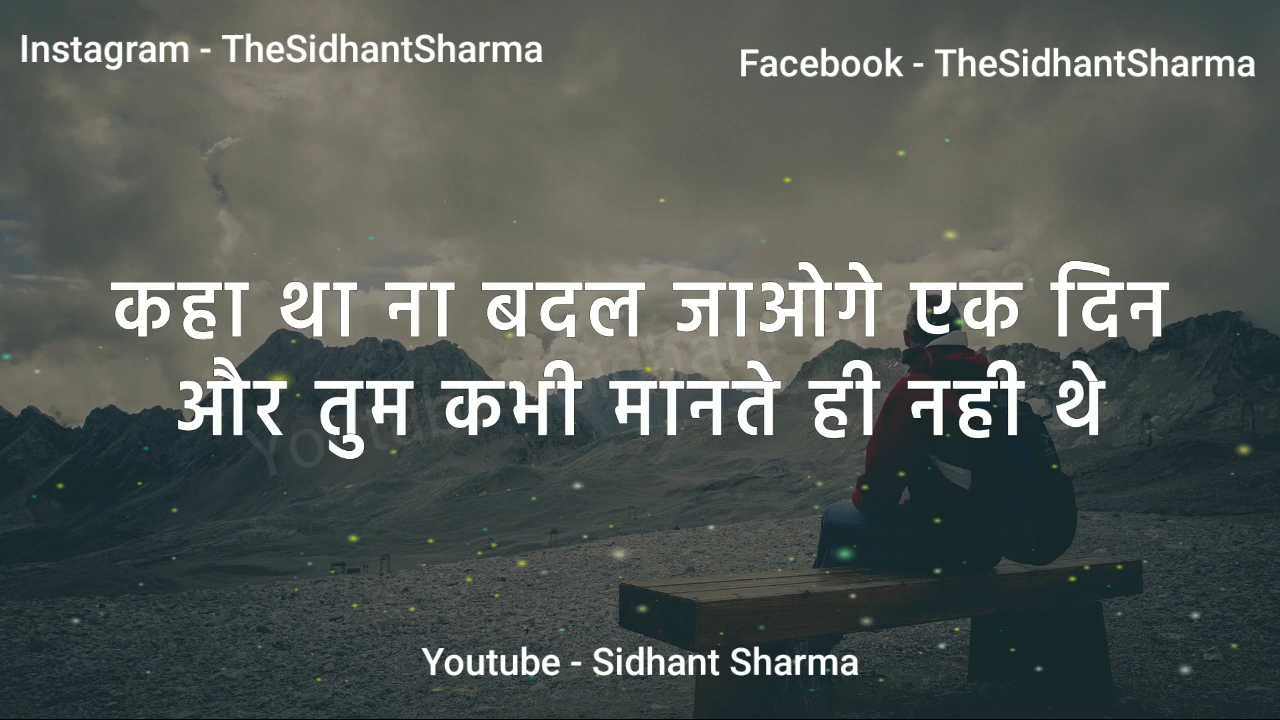 Instagram - TheSidhantSharma
Facebook - TheSidhantSharma
कहा था ना बदल जाओगे एक दिन
और तुम कभी मानते ही नही थे
Youtube - Sidhant Sharma